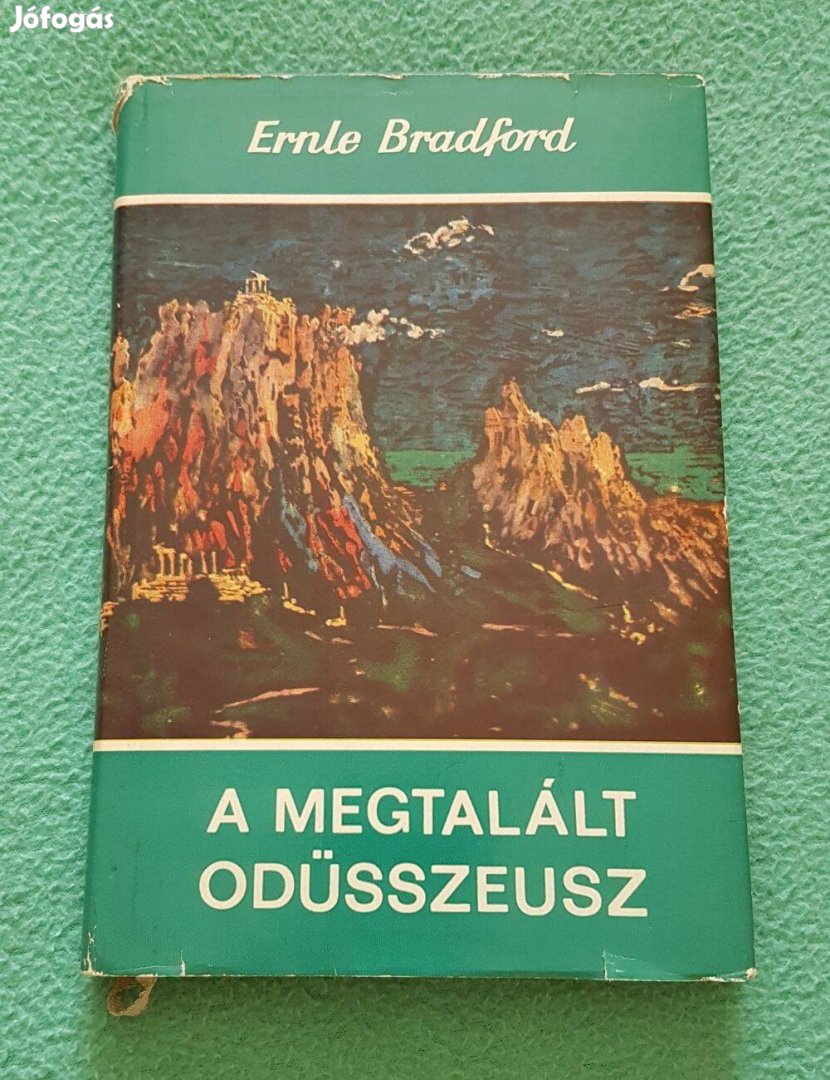 Jófogás
Ernle Bradford
A MEGTALÁLT
ODÜSSZEUSZ